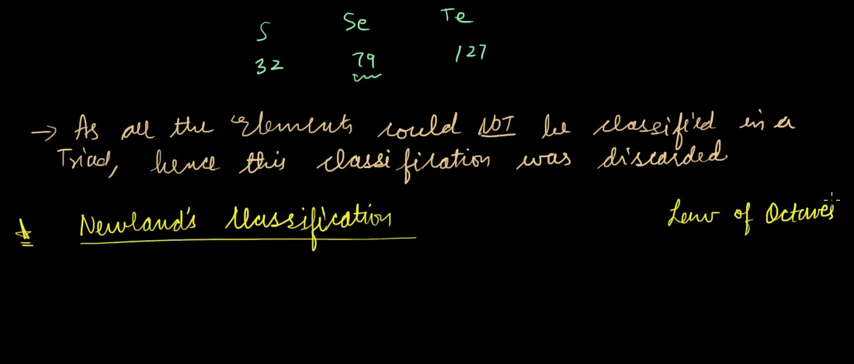 S Se Te
32 79 127
→ As all the Elements could NOT be classified in a
Triad, hence this classification was discarded
* Newland's Classification Law of Octaves